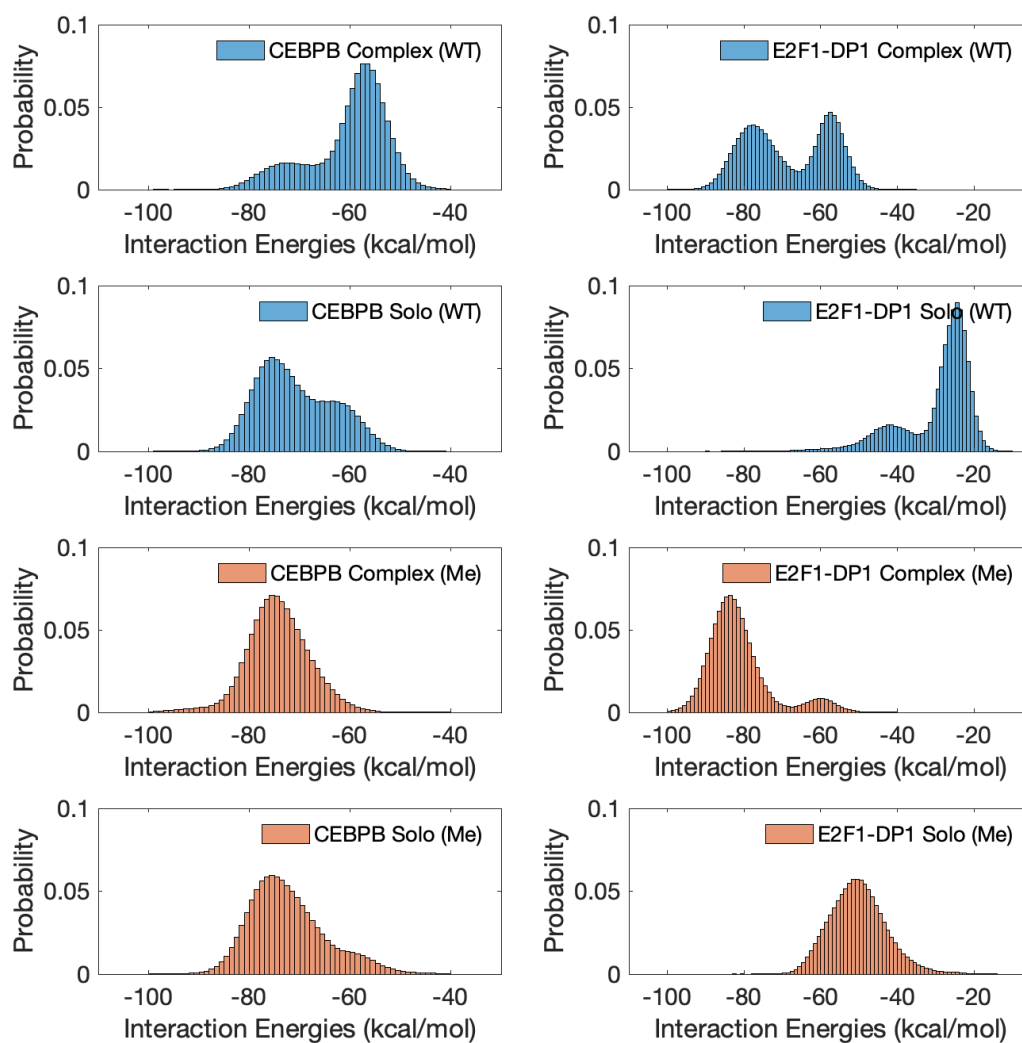 0.1
CEBPB Complex (WT)
Probability
0.05
0
-100 -80 -60 -40
Interaction Energies (kcal/mol)
0.1
E2F1-DP1 Complex (WT)
Probability
0.05
0
-100 -80 -60 -40 -20
Interaction Energies (kcal/mol)
0.1
CEBPB Solo (WT)
Probability
0.05
0
-100 -80 -60 -40
Interaction Energies (kcal/mol)
0.1
E2F1-DP1 Solo (WT)
Probability
0.05
0
-100 -80 -60 -40 -20
Interaction Energies (kcal/mol)
0.1
CEBPB Complex (Me)
Probability
0.05
0
-100 -80 -60 -40
Interaction Energies (kcal/mol)
0.1
E2F1-DP1 Complex (Me)
Probability
0.05
0
-100 -80 -60 -40 -20
Interaction Energies (kcal/mol)
0.1
CEBPB Solo (Me)
Probability
0.05
0
-100 -80 -60 -40
Interaction Energies (kcal/mol)
0.1
E2F1-DP1 Solo (Me)
Probability
0.05
0
-100 -80 -60 -40 -20
Interaction Energies (kcal/mol)